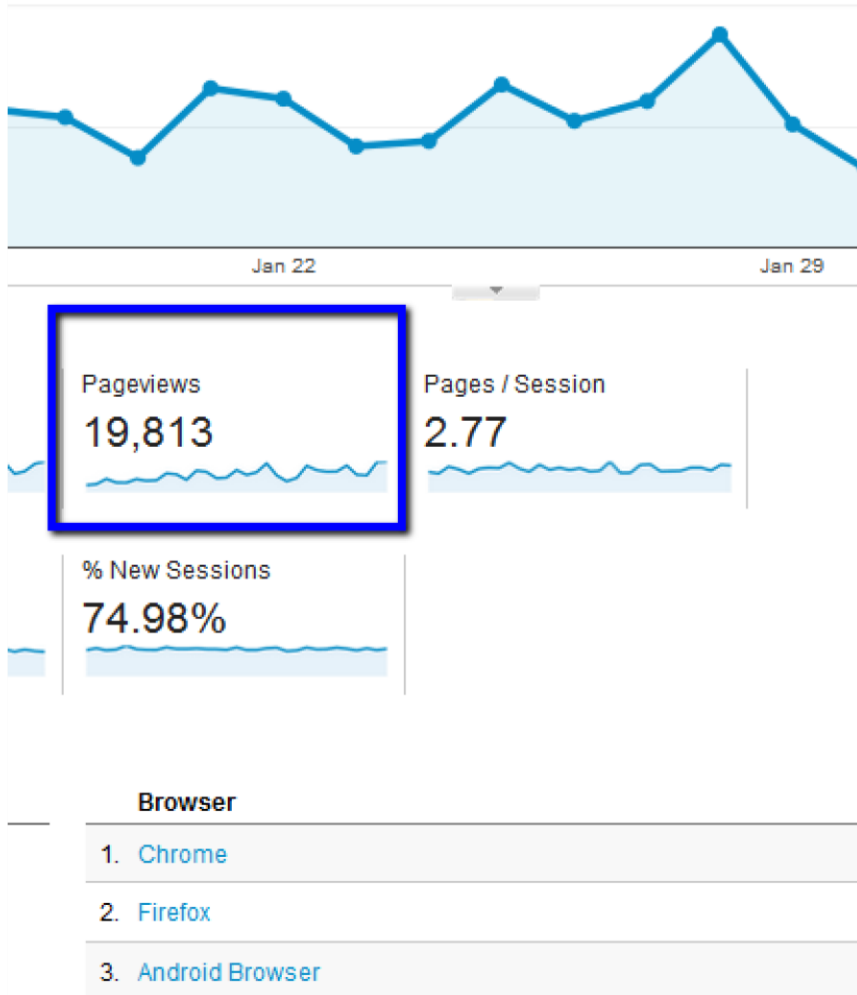 Jan 22
Jan 29
Pageviews
19,813
Pages / Session
2.77
% New Sessions
74.98%
Browser
1. Chrome
2. Firefox
3. Android Browser